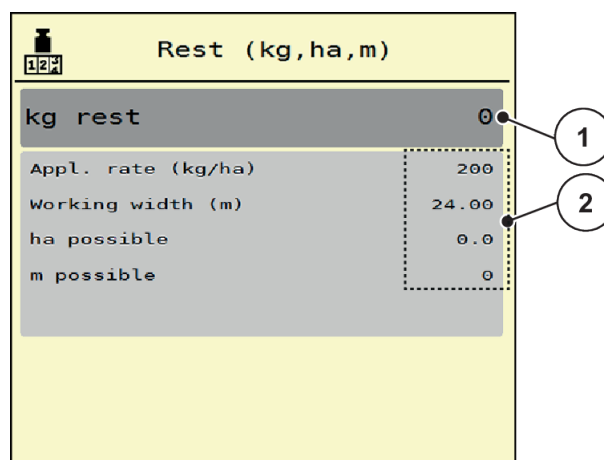 123
Rest (kg,ha,m)
kg rest 0
1
Appl. rate (kg/ha) 200
Working width (m) 24.00
2
ha possible 0.0
m possible 0